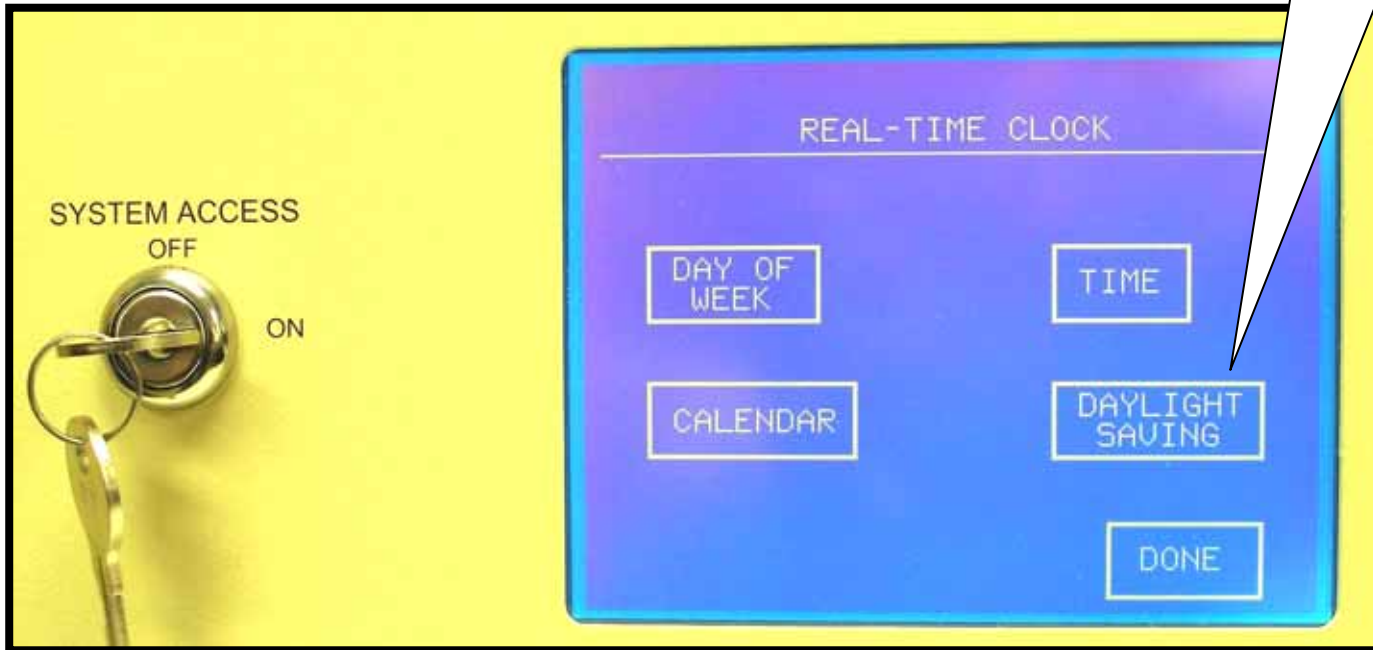 SYSTEM ACCESS
OFF
ON
REAL-TIME CLOCK
DAY OF
WEEK
TIME
CALENDAR
DAYLIGHT
SAVING
DONE